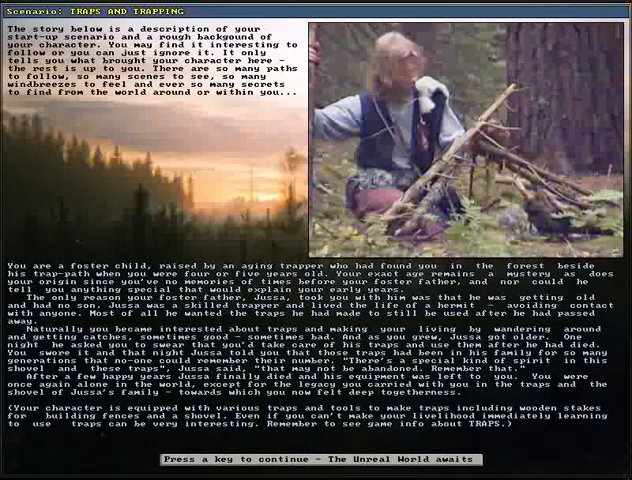 Scenario: TRAPS AND TRAPPING
The story below is a description of your
start-up scenario and a rough backgound of
your character. You may find it interesting to
follow or you can just ignore it. It only
tells you what brought your character here -
the rest is up to you. There are so many paths
to follow, so many scenes to see, so many
windbreezes to feel and ever so many secrets
to find from the world around or within you...
You are a foster child, raised by an aging trapper who had found you in the forest beside
his trap-path when you were four or five years old. Your exact age remains a mystery as does
your origin since you've no memories of times before your foster father, and nor could he
tell you anything special that would explain your early years.
The only reason your foster father, Jussa, took you with him was that he was getting old
and had no son. Jussa was a skilled trapper and lived the life of a hermit - avoiding contact
with anyone. Most of all he wanted the traps he had made to still be used after he had passed
away.
Naturally you became interested about traps and making your living by wandering around
and getting catches, sometimes good - sometimes bad. And as you grew, Jussa got older. One
night he asked you to swear that you'd take care of his traps and use them after he had died.
You swore it and that night Jussa told you that those traps had been in his family for so many
generations that no-one could remember their number. "There's a special kind of spirit in this
shovel and these traps", Jussa said, "that may not be abandoned. Remember that."
After a few happy years Jussa finally died and his equipment was left to you. You were
once again alone in the world, except for the legacy you carried with you in the traps and the
shovel of Jussa's family - towards which you now felt deep togetherness.
(Your character is equipped with various traps and tools to make traps including wooden stakes
for building fences and a shovel. Even if you can't make your livelihood immediately learning
to use traps can be very interesting. Remember to see game info about TRAPS.)
Press a key to continue - The Unreal World awaits